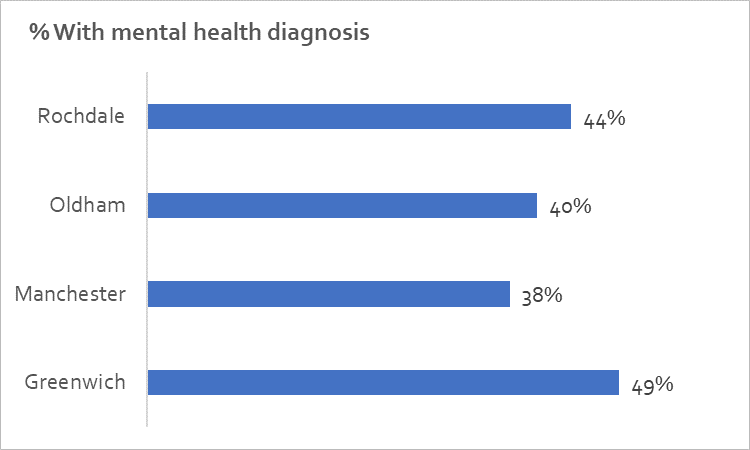 % With mental health diagnosis
Rochdale 44%
Oldham 40%
Manchester 38%
Greenwich 49%